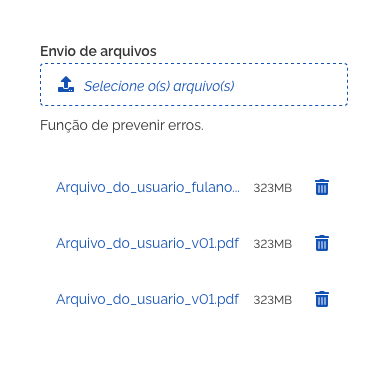 Envio de arquivos
Selecione o(s) arquivo(s)
Função de prevenir erros.
Arquivo_do_usuario_fulano... 323MB
Arquivo_do_usuario_v01.pdf 323MB
Arquivo_do_usuario_v01.pdf 323MB